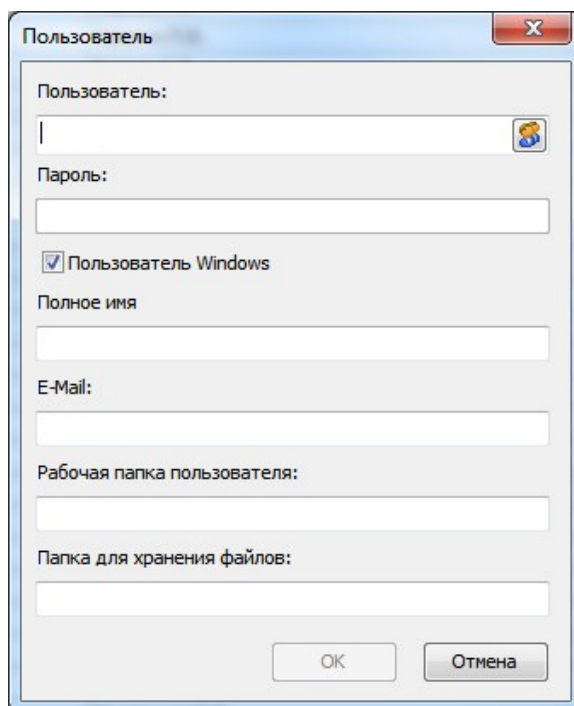 Пользователь
Пользователь:
Пароль:
Пользователь Windows
Полное имя
E-Mail:
Рабочая папка пользователя:
Папка для хранения файлов:
OK
Отмена